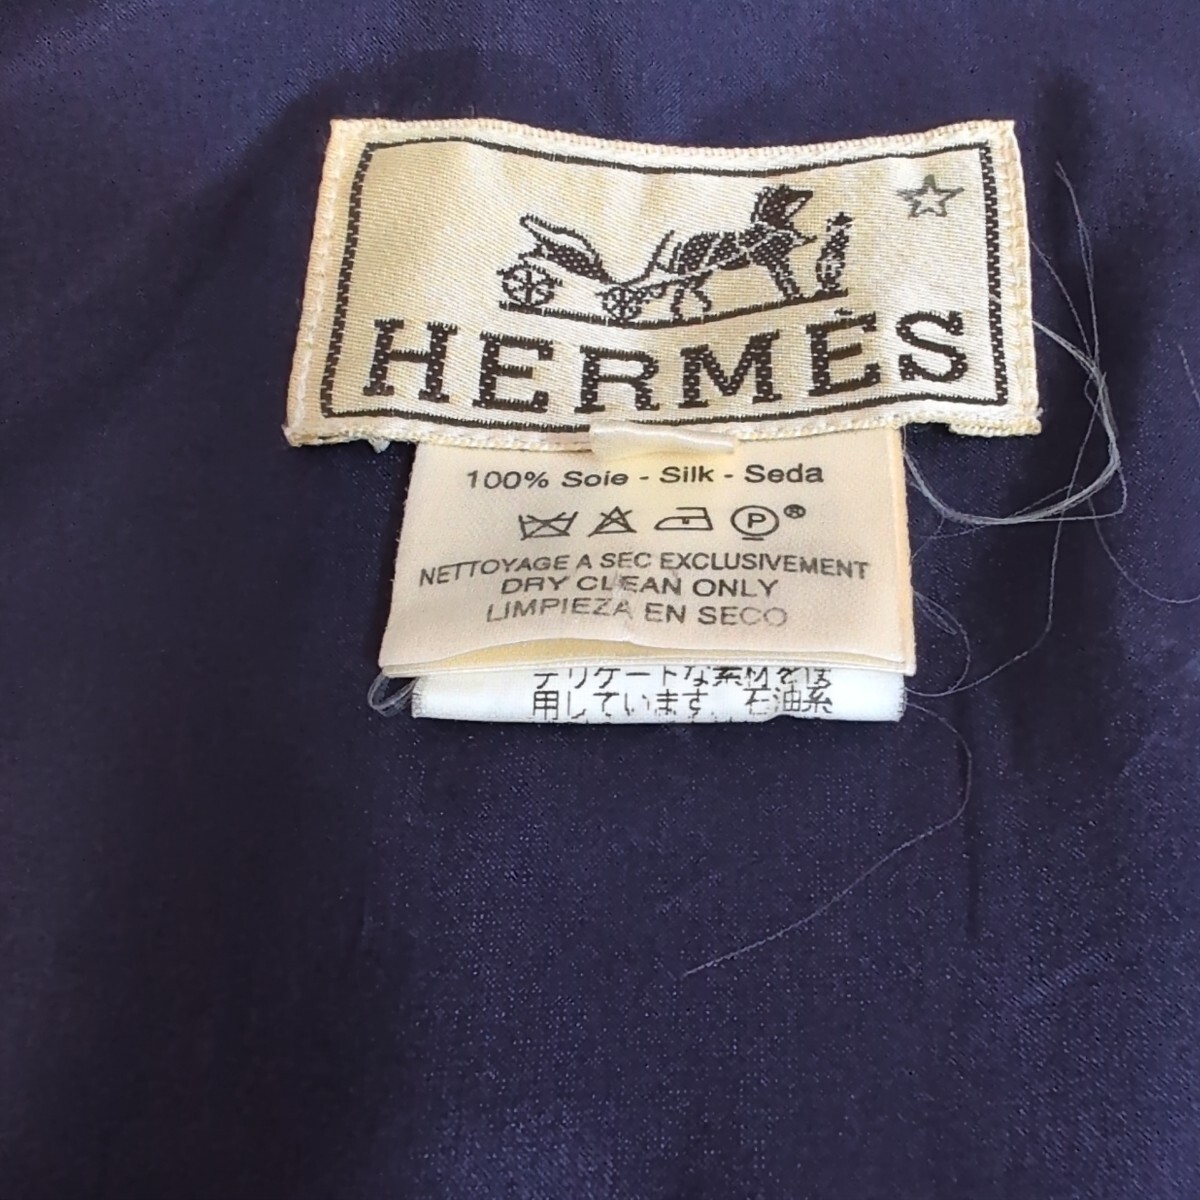 HERMÈS
100% Soie - Silk - Seda
P®
NETTOYAGE A SEC EXCLUSIVEMENT
DRY CLEAN ONLY
LIMPIEZA EN SECO
デリケートな素材を使
用しています。石油系